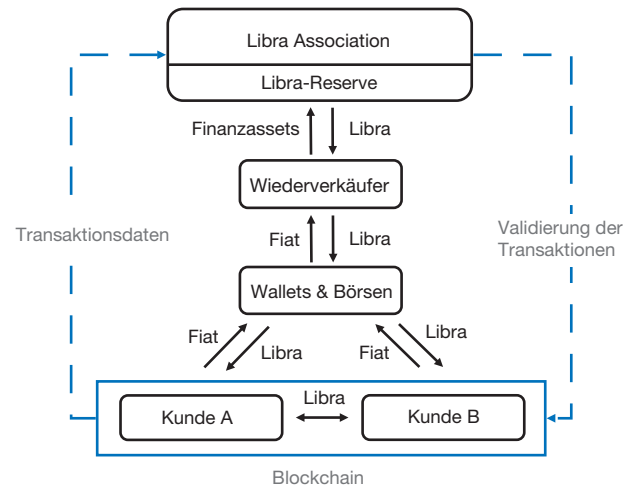 Libra Association
Libra-Reserve
Finanzassets
Libra
Wiederverkäufer
Transaktionsdaten
Validierung der
Transaktionen
Fiat
Libra
Wallets & Börsen
Fiat
Libra
Fiat
Libra
Libra
Kunde A
Kunde B
Blockchain